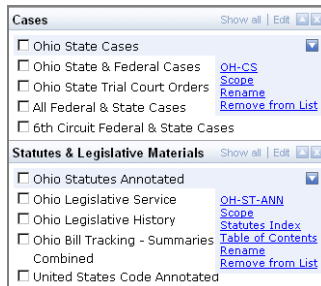 Cases Show all | Edit
Ohio State Cases
Ohio State & Federal Cases OH-CS
Scope
Ohio State Trial Court Orders Rename
All Federal & State Cases Remove from List
6th Circuit Federal & State Cases
Statutes & Legislative Materials Show all | Edit
Ohio Statutes Annotated
Ohio Legislative Service OH-ST-ANN
Scope
Ohio Legislative History Statutes Index
Ohio Bill Tracking - Summaries Table of Contents
Combined Rename
Remove from List
United States Code Annotated